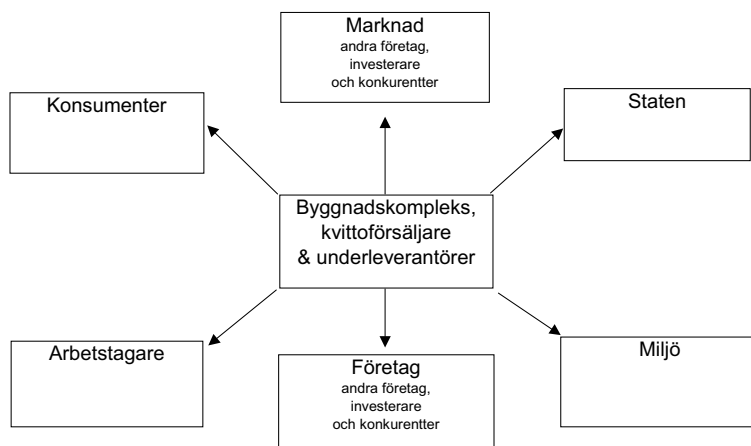 Marknad
andra företag,
investerare
och konkurentter
Konsumenter
Staten
Byggnadskompleks,
kvittoförsäljare
& underleverantörer
Arbetstagare
Företag
andra företag,
investerare
och konkurentter
Miljö